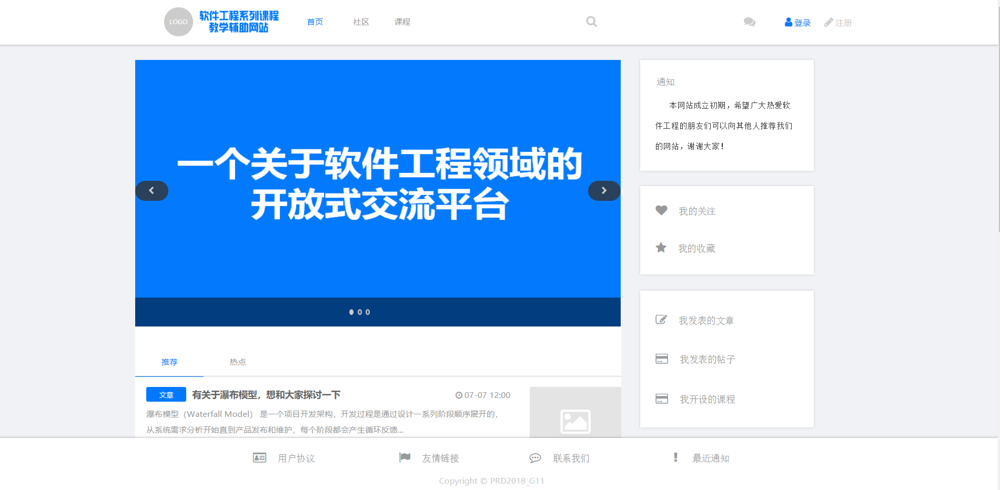 LOGO
软件工程系列课程
教学辅助网站
首页
社区
课程
登录
注册
一个关于软件工程领域的
开放式交流平台
通知
本网站成立初期，希望广大热爱软
件工程的朋友们可以向其他人推荐我们
的网站，谢谢大家！
我的关注
我的收藏
我发表的文章
我发表的帖子
我开设的课程
推荐
热点
文章
有关于瀑布模型，想和大家探讨一下
07-07 12:00
瀑布模型（Waterfall Model） 是一个项目开发架构，开发过程是通过设计一系列阶段顺序展开的，
从系统需求分析开始直到产品发布和维护，每个阶段都会产生循环反馈...
用户协议
友情链接
联系我们
最近通知
Copyright © PRD2018_G11